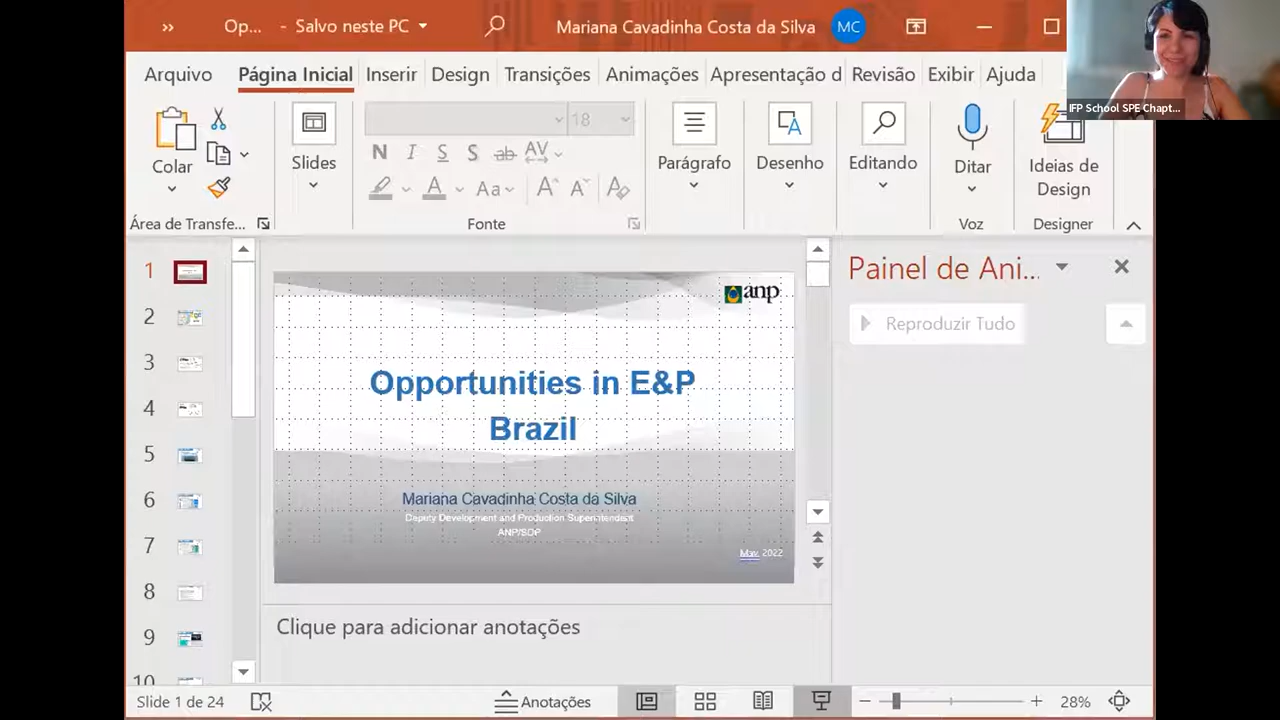 Op... - Salvo neste PC
Mariana Cavadinha Costa da Silva MC
IFP School SPE Chapt...
Arquivo Página Inicial Inserir Design Transições Animações Apresentação d Revisão Exibir Ajuda
Colar
Slides
18
N I S S ab AV
A Aa A A
Parágrafo
Desenho
Editando
Ditar
Ideias de
Design
Área de Transfe...
Fonte
Voz
Designer
1
2
3
4
5
6
7
8
9
10
anp
Opportunities in E&P
Brazil
Mariana Cavadinha Costa da Silva
Deputy Development and Production Superintendent
ANP/SDP
May, 2022
Painel de Ani...
Reproduzir Tudo
Clique para adicionar anotações
Slide 1 de 24
Anotações
28%